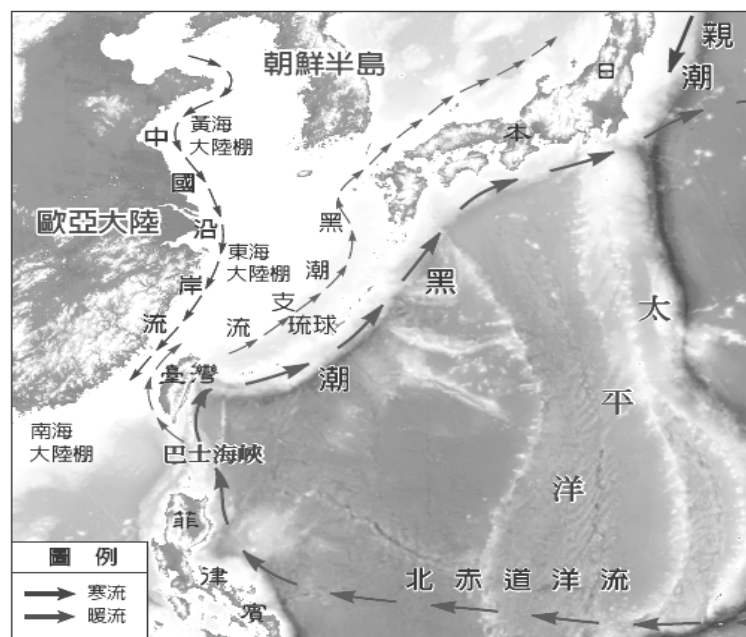 親潮
朝鮮半島
日本
黃海
大陸棚
中國沿岸流
歐亞大陸
東海
大陸棚
黑潮支流
琉球
黑潮
太平洋
臺灣
南海
大陸棚
巴士海峽
菲律賓
北赤道洋流
圖例
寒流
暖流